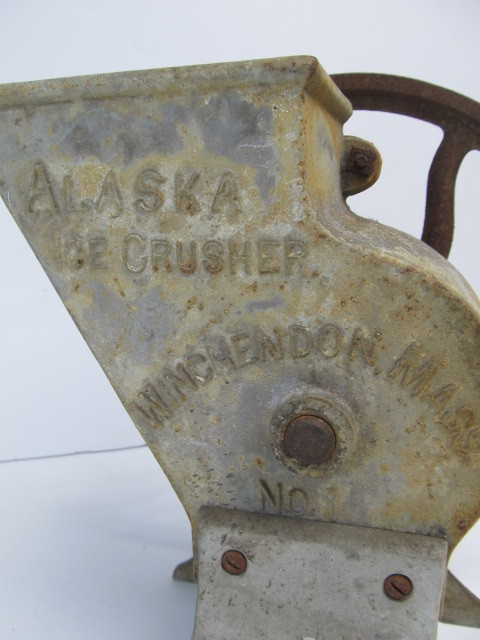 ALASKA
ICE CRUSHER
WINCHENDON, MASS
No. 1